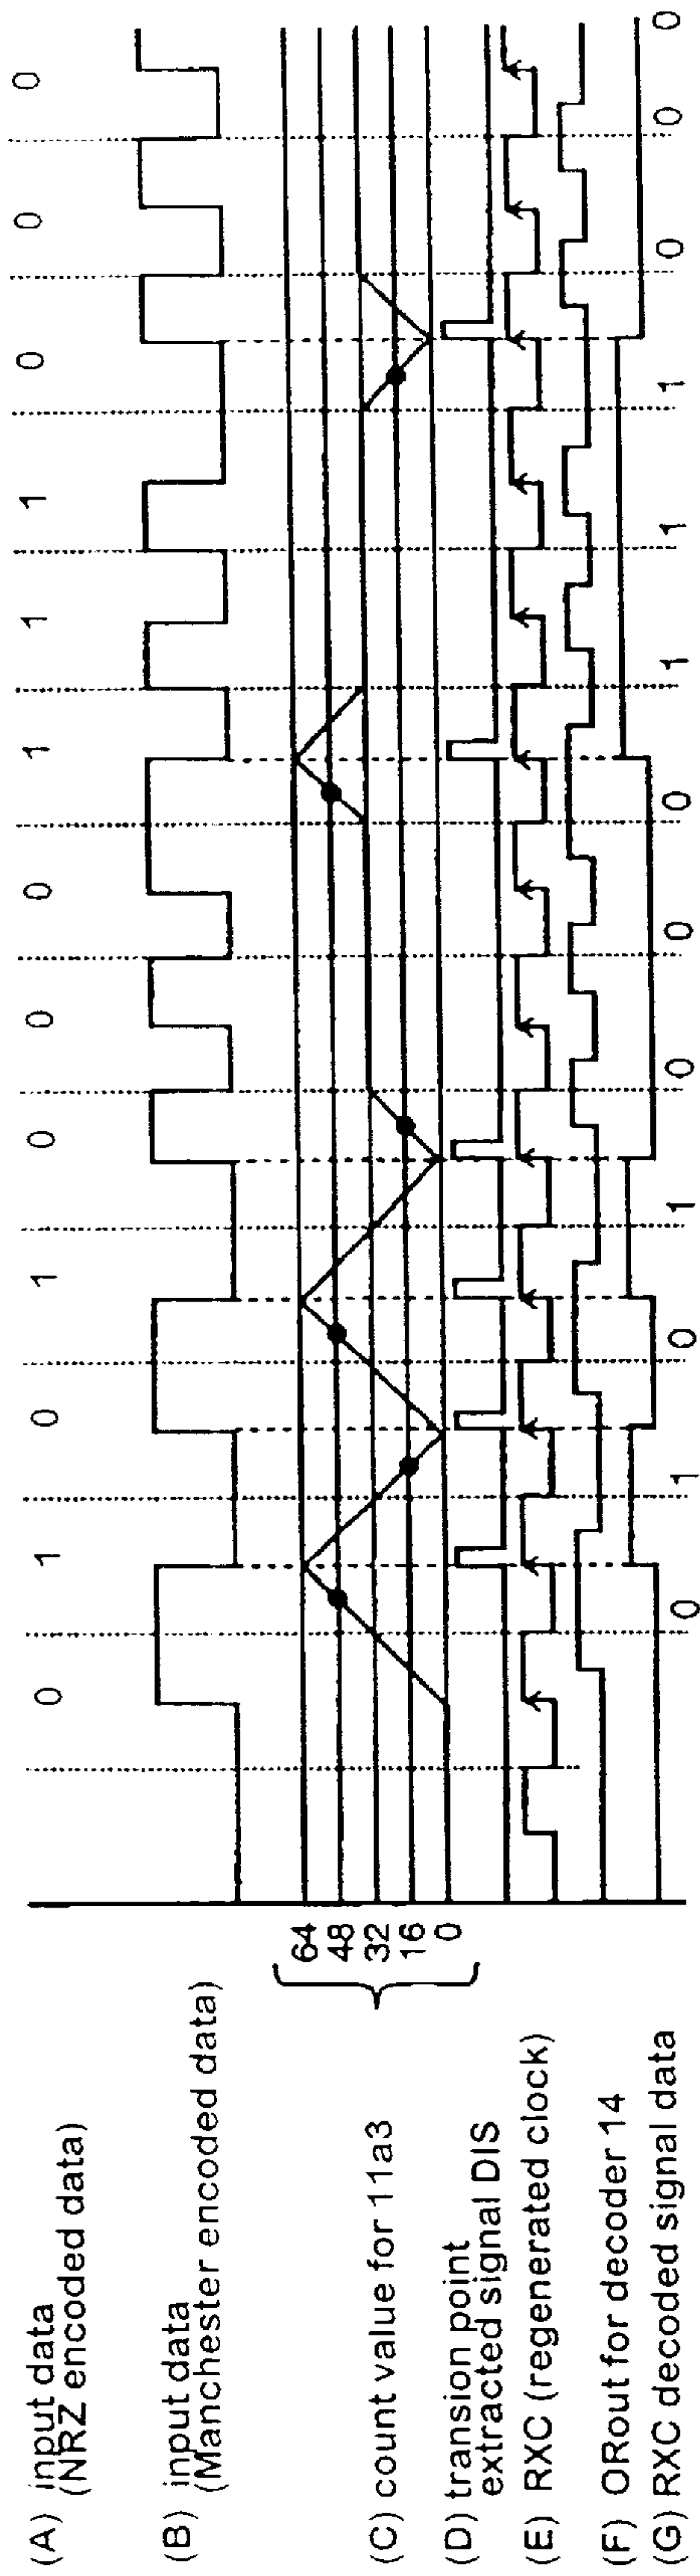 (A) input data
(NRZ encoded data)
0 1 0 1 0 0 0 1 1 1 0 0 0
(B) input data
(Manchester encoded data)
(C) count value for 11a3
64
48
32
16
0
(D) transion point
extracted signal DIS
(E) RXC (regenerated clock)
(F) ORout for decoder 14
(G) RXC decoded signal data
0 1 0 1 0 0 0 1 1 1 0 0 0